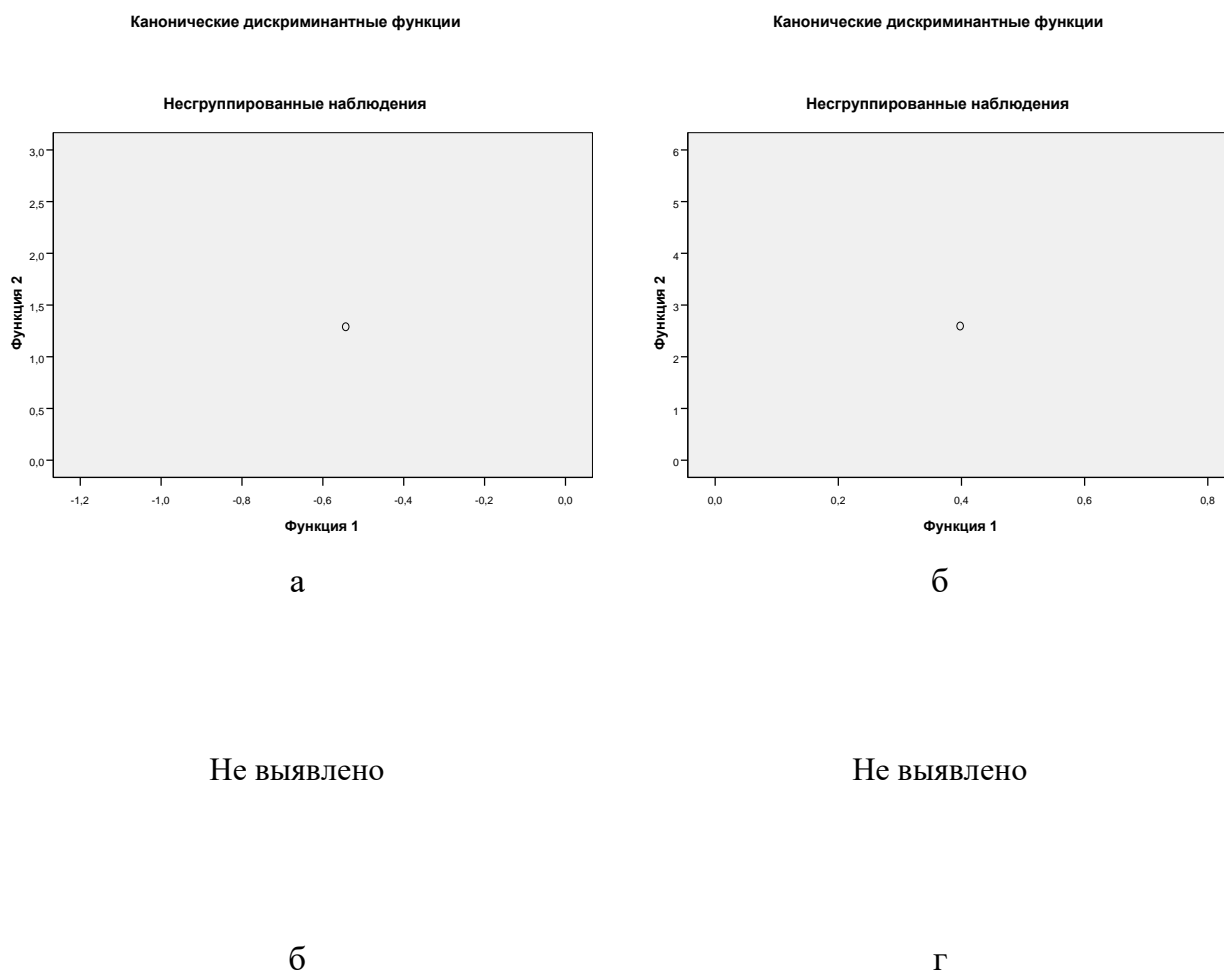 Канонические дискриминантные функции
Несгруппированные наблюдения
3,0
2,5
2,0
1,5
1,0
0,5
0,0
Функция 2
-1,2 -1,0 -0,8 -0,6 -0,4 -0,2 0,0
Функция 1
а
Канонические дискриминантные функции
Несгруппированные наблюдения
6
5
4
3
2
1
0
Функция 2
0,0 0,2 0,4 0,6 0,8
Функция 1
б
Не выявлено
б
Не выявлено
г